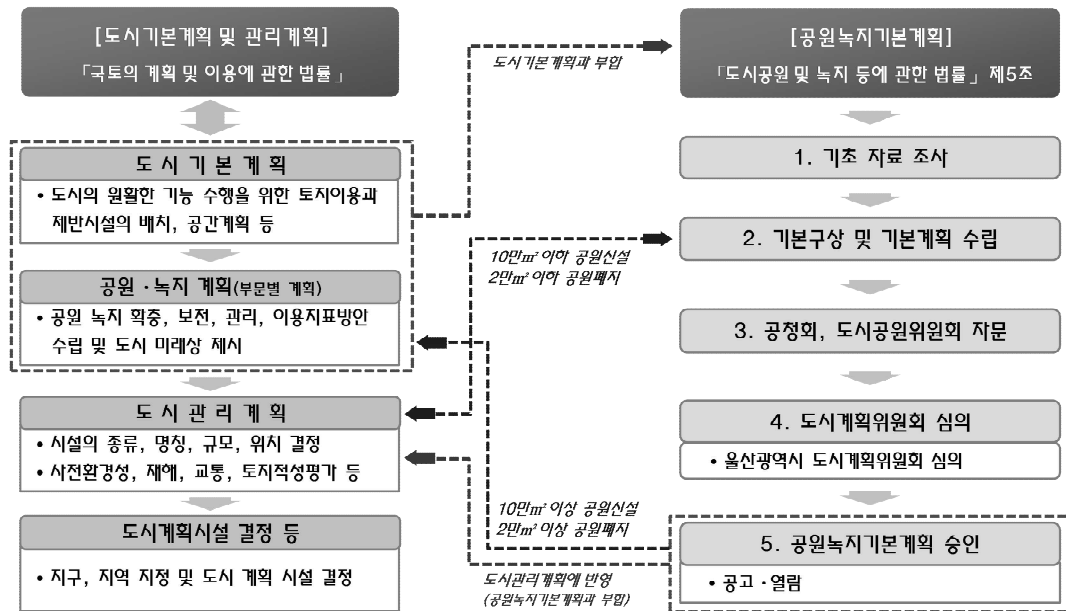 [도시기본계획 및 관리계획]
「국토의 계획 및 이용에 관한 법률」
도시기본계획
• 도시의 원활한 기능 수행을 위한 토지이용과
제반시설의 배치, 공간계획 등
공원·녹지 계획(부문별 계획)
• 공원 녹지 확충, 보전, 관리, 이용지표방안
수립 및 도시 미래상 제시
도시관리계획
• 시설의 종류, 명칭, 규모, 위치 결정
• 사전환경성, 재해, 교통, 토지적성평가 등
도시계획시설 결정 등
• 지구, 지역 지정 및 도시 계획 시설 결정
도시기본계획과 부합
10만㎡이하 공원신설
2만㎡이하 공원폐지
10만㎡이상 공원신설
2만㎡이상 공원폐지
도시관리계획에 반영
(공원녹지기본계획과 부합)
[공원녹지기본계획]
「도시공원 및 녹지 등에 관한 법률」 제5조
1. 기초 자료 조사
2. 기본구상 및 기본계획 수립
3. 공청회, 도시공원위원회 자문
4. 도시계획위원회 심의
• 울산광역시 도시계획위원회 심의
5. 공원녹지기본계획 승인
• 공고·열람